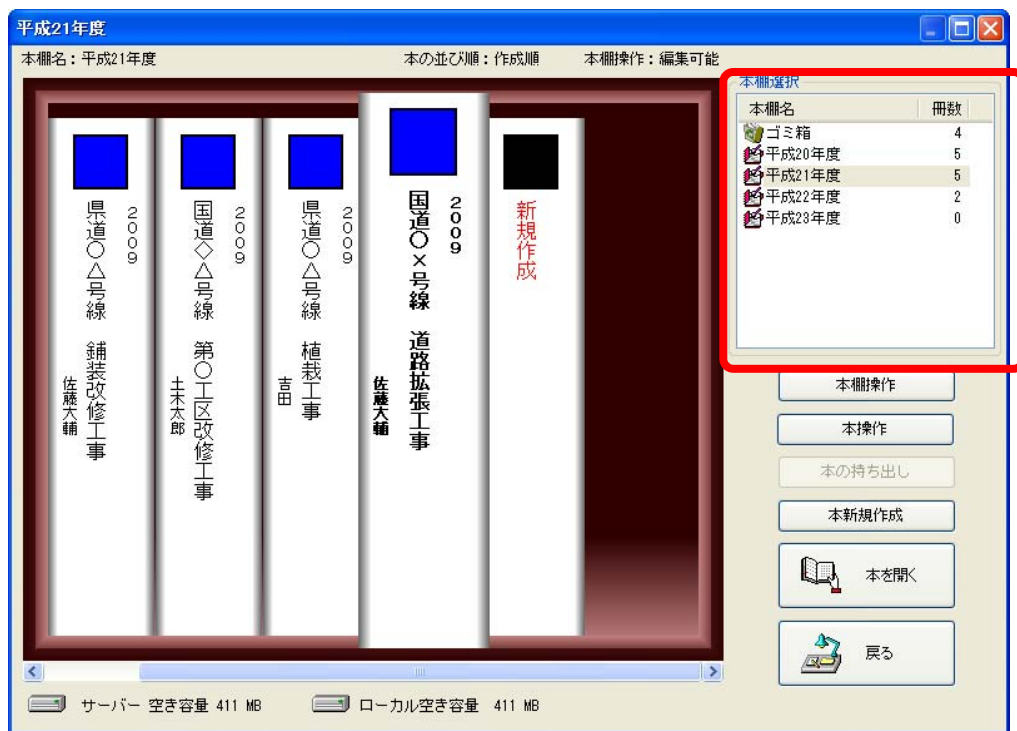 平成21年度
本棚名：平成21年度　本の並び順：作成順　本棚操作：編集可能
2009
県道○△号線　舗装改修工事
佐藤大輔
2009
国道◇△号線　第○工区改修工事
土木太郎
2009
県道○△号線　植栽工事
吉田
2009
国道○×号線　道路拡張工事
佐藤大輔
新規作成
本棚選択
本棚名　冊数
ゴミ箱　4
平成20年度　5
平成21年度　5
平成22年度　2
平成23年度　0
本棚操作
本操作
本の持ち出し
本新規作成
本を開く
戻る
サーバー 空き容量 411 MB　ローカル空き容量 411 MB